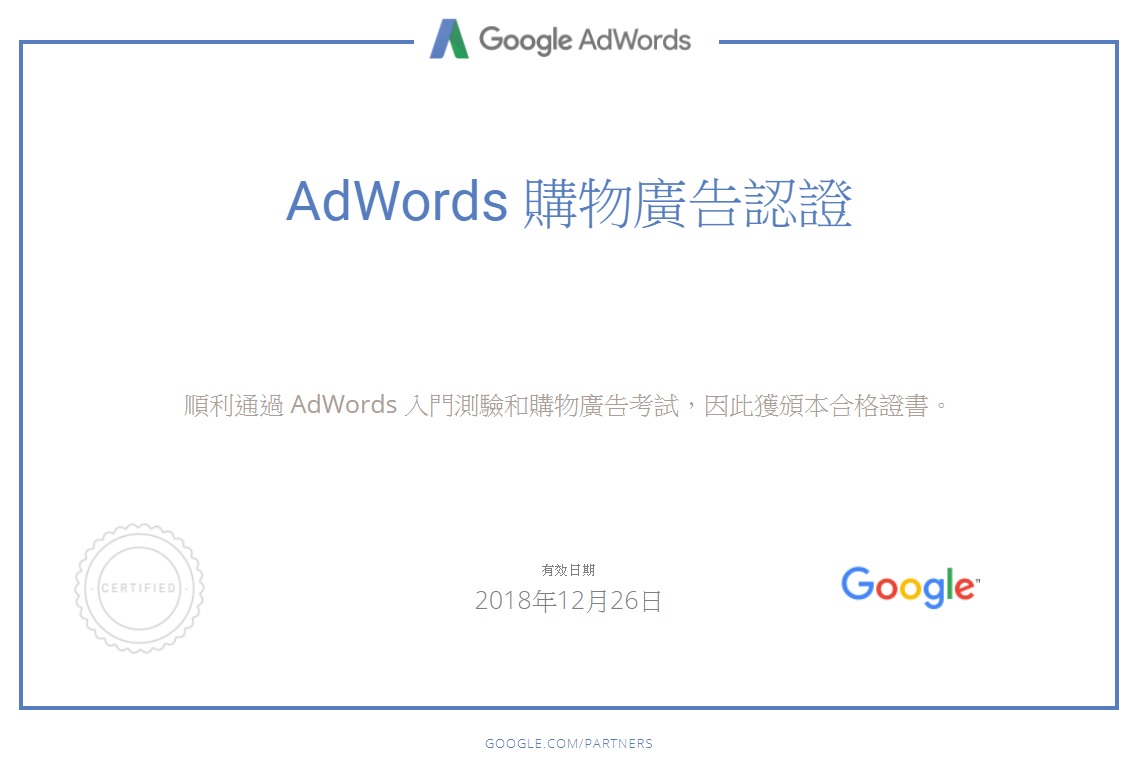 Google AdWords
AdWords 購物廣告認證
順利通過 AdWords 入門測驗和購物廣告考試，因此獲頒本合格證書。
· CERTIFIED ·
有效日期
2018年12月26日
Google™
GOOGLE.COM/PARTNERS